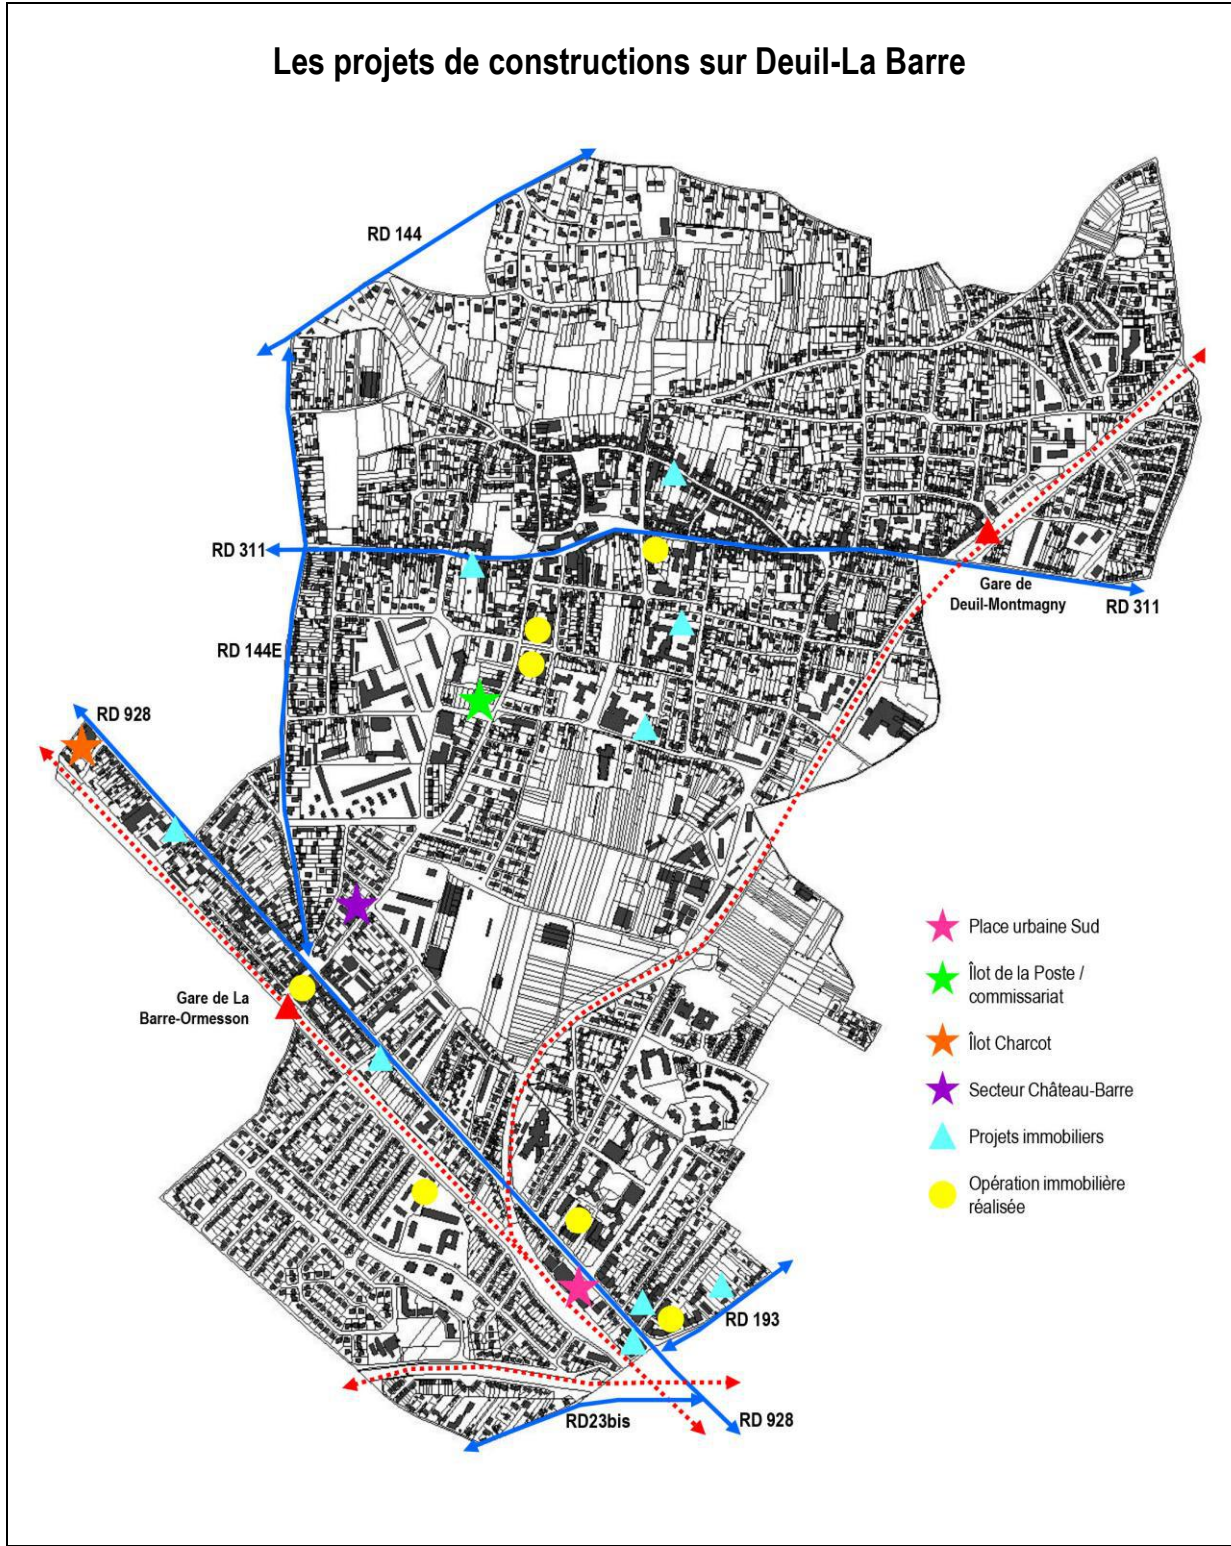 Les projets de constructions sur Deuil-La Barre
RD 144
RD 311
Gare de
Deuil-Montmagny
RD 311
RD 144E
RD 928
Gare de La
Barre-Ormesson
Place urbaine Sud
Îlot de la Poste /
commissariat
Îlot Charcot
Secteur Château-Barre
Projets immobiliers
Opération immobilière
réalisée
RD 193
RD23bis
RD 928